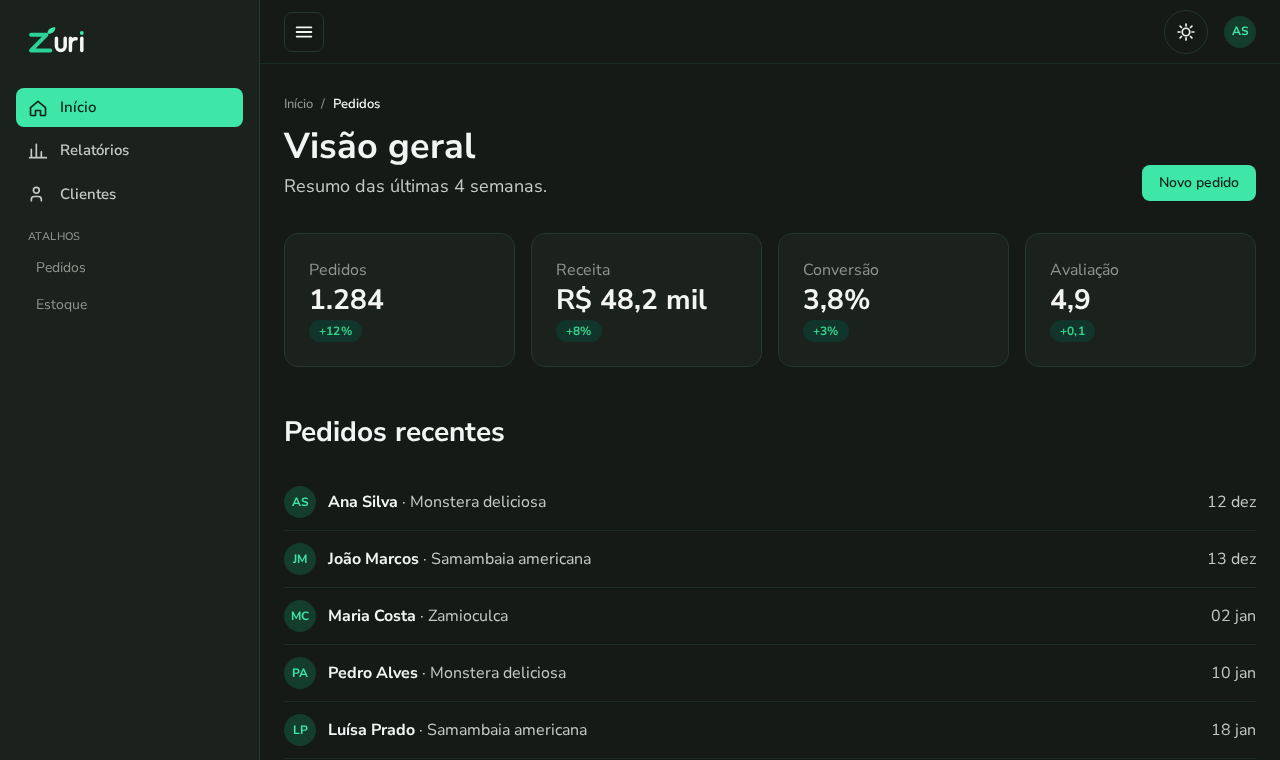 Zuri
Início
Relatórios
Clientes
ATALHOS
Pedidos
Estoque
AS
Início / Pedidos
Visão geral
Resumo das últimas 4 semanas.
Novo pedido
Pedidos
1.284
+12%
Receita
R$ 48,2 mil
+8%
Conversão
3,8%
+3%
Avaliação
4,9
+0,1
Pedidos recentes
AS Ana Silva · Monstera deliciosa 12 dez
JM João Marcos · Samambaia americana 13 dez
MC Maria Costa · Zamioculca 02 jan
PA Pedro Alves · Monstera deliciosa 10 jan
LP Luísa Prado · Samambaia americana 18 jan